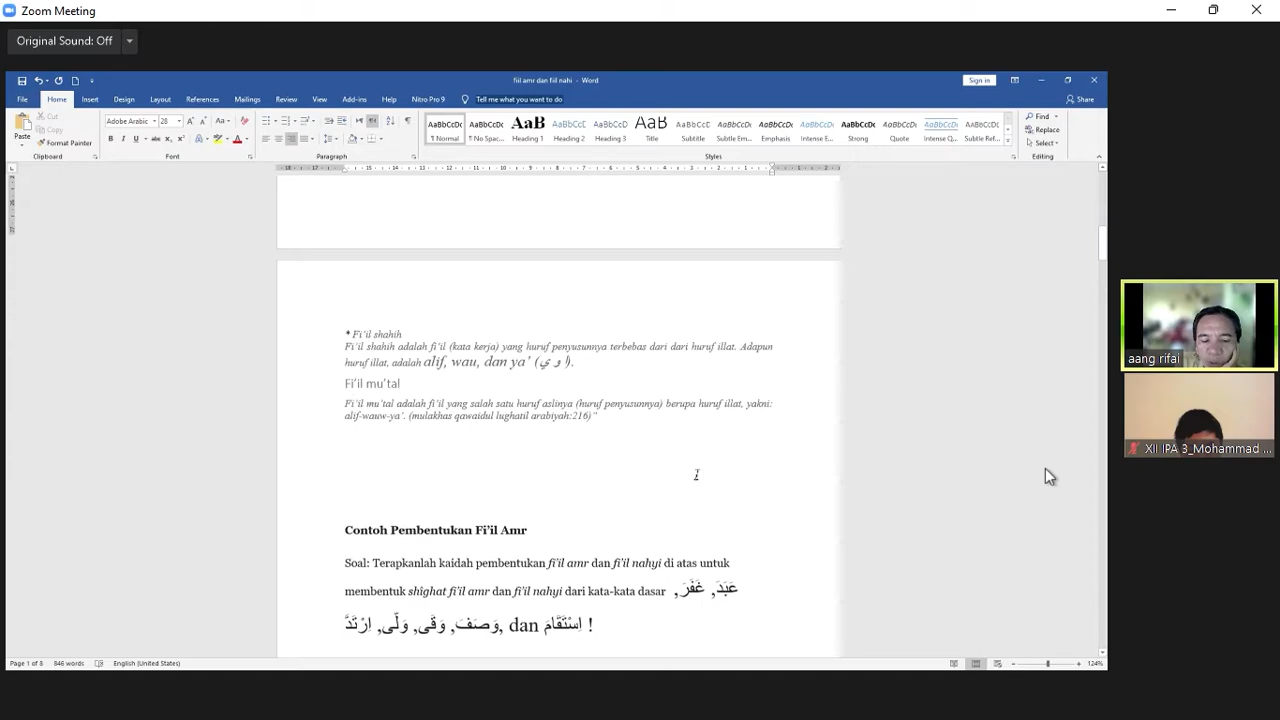 Zoom Meeting
Original Sound: Off
fiil amr dan fiil nahi - Word
Sign in
File Home Insert Design Layout References Mailings Review View Add-ins Help Nitro Pro 9 Tell me what you want to do Share
Paste Cut Copy Format Painter Clipboard
Adobe Arabic 28 Font
Paragraph
AaBbCcDc ¶ Normal
AaBbCcDc ¶ No Spac...
AaB Heading 1
AaBbCcD Heading 2
AaBbCcD Heading 3
AaB Title
AaBbCcD Subtitle
AaBbCcDc Subtle Em...
AaBbCcDc Emphasis
AaBbCcDc Intense E...
AaBbCcDc Strong
AaBbCcDc Quote
AaBbCcDc Intense Q...
AaBbCcDc Subtle Ref...
Styles
Find Replace Select Editing
* Fi'il shahih
Fi'il shahih adalah fi'il (kata kerja) yang huruf penyusunnya terbebas dari dari huruf illat. Adapun
huruf illat, adalah alif, wau, dan ya' (ا و ي).
Fi'il mu'tal
Fi'il mu'tal adalah fi'il yang salah satu huruf aslinya (huruf penyusunnya) berupa huruf illat, yakni:
alif-wauw-ya'. (mulakhas qawaidul lughatil arabiyah:216)"
Contoh Pembentukan Fi'il Amr
Soal: Terapkanlah kaidah pembentukan fi'il amr dan fi'il nahyi di atas untuk
membentuk shîghat fi'il amr dan fi'il nahyi dari kata-kata dasar عَبَدَ, غَفَرَ,
وَصَفَ, وَقَى, وَلَّى, اِرْتَدَّ, dan اِسْتَقَامَ !
aang rifai
XII IPA 3_Mohammad ...
Page 1 of 8 846 words English (United States) 124%